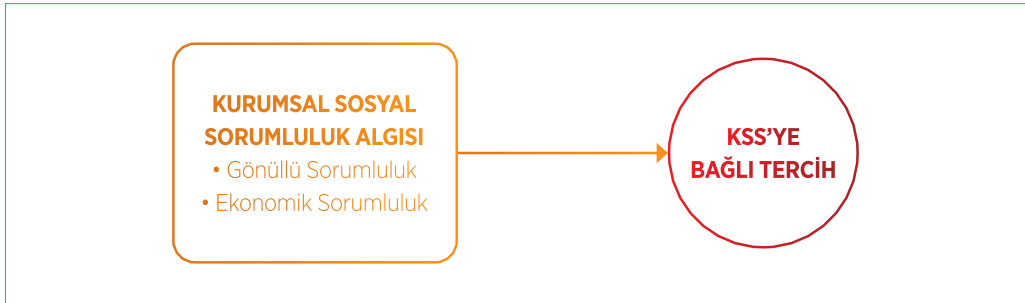 KURUMSAL SOSYAL
SORUMLULUK ALGISI
• Gönüllü Sorumluluk
• Ekonomik Sorumluluk
KSS'YE
BAĞLI TERCİH